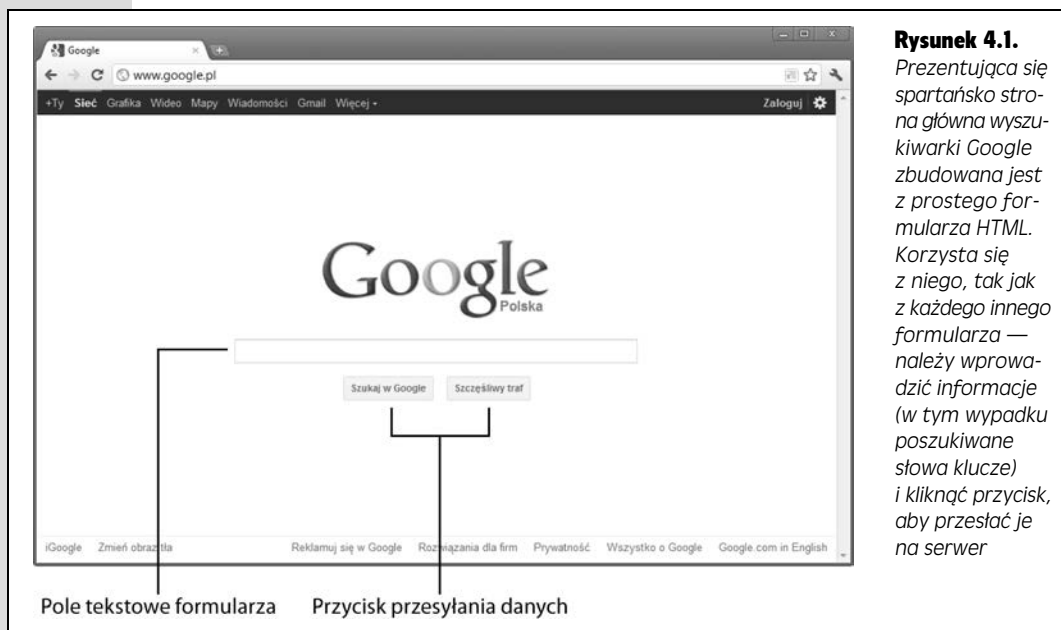 Google
www.google.pl
+Ty Sieć Grafika Wideo Mapy Wiadomości Gmail Więcej
Zaloguj
Google
Polska
Szukaj w Google Szczęśliwy traf
iGoogle Zmień obraz tła Reklamuj się w Google Rozwiązania dla firm Prywatność Wszystko o Google Google.com in English
Pole tekstowe formularza Przycisk przesyłania danych
Rysunek 4.1.
Prezentująca się
spartańsko stro-
na główna wyszu-
kiwarki Google
zbudowana jest
z prostego for-
mularza HTML.
Korzysta się
z niego, tak jak
z każdego innego
formularza —
należy wprowa-
dzić informacje
(w tym wypadku
poszukiwane
słowa klucze)
i kliknąć przycisk,
aby przesłać je
na serwer